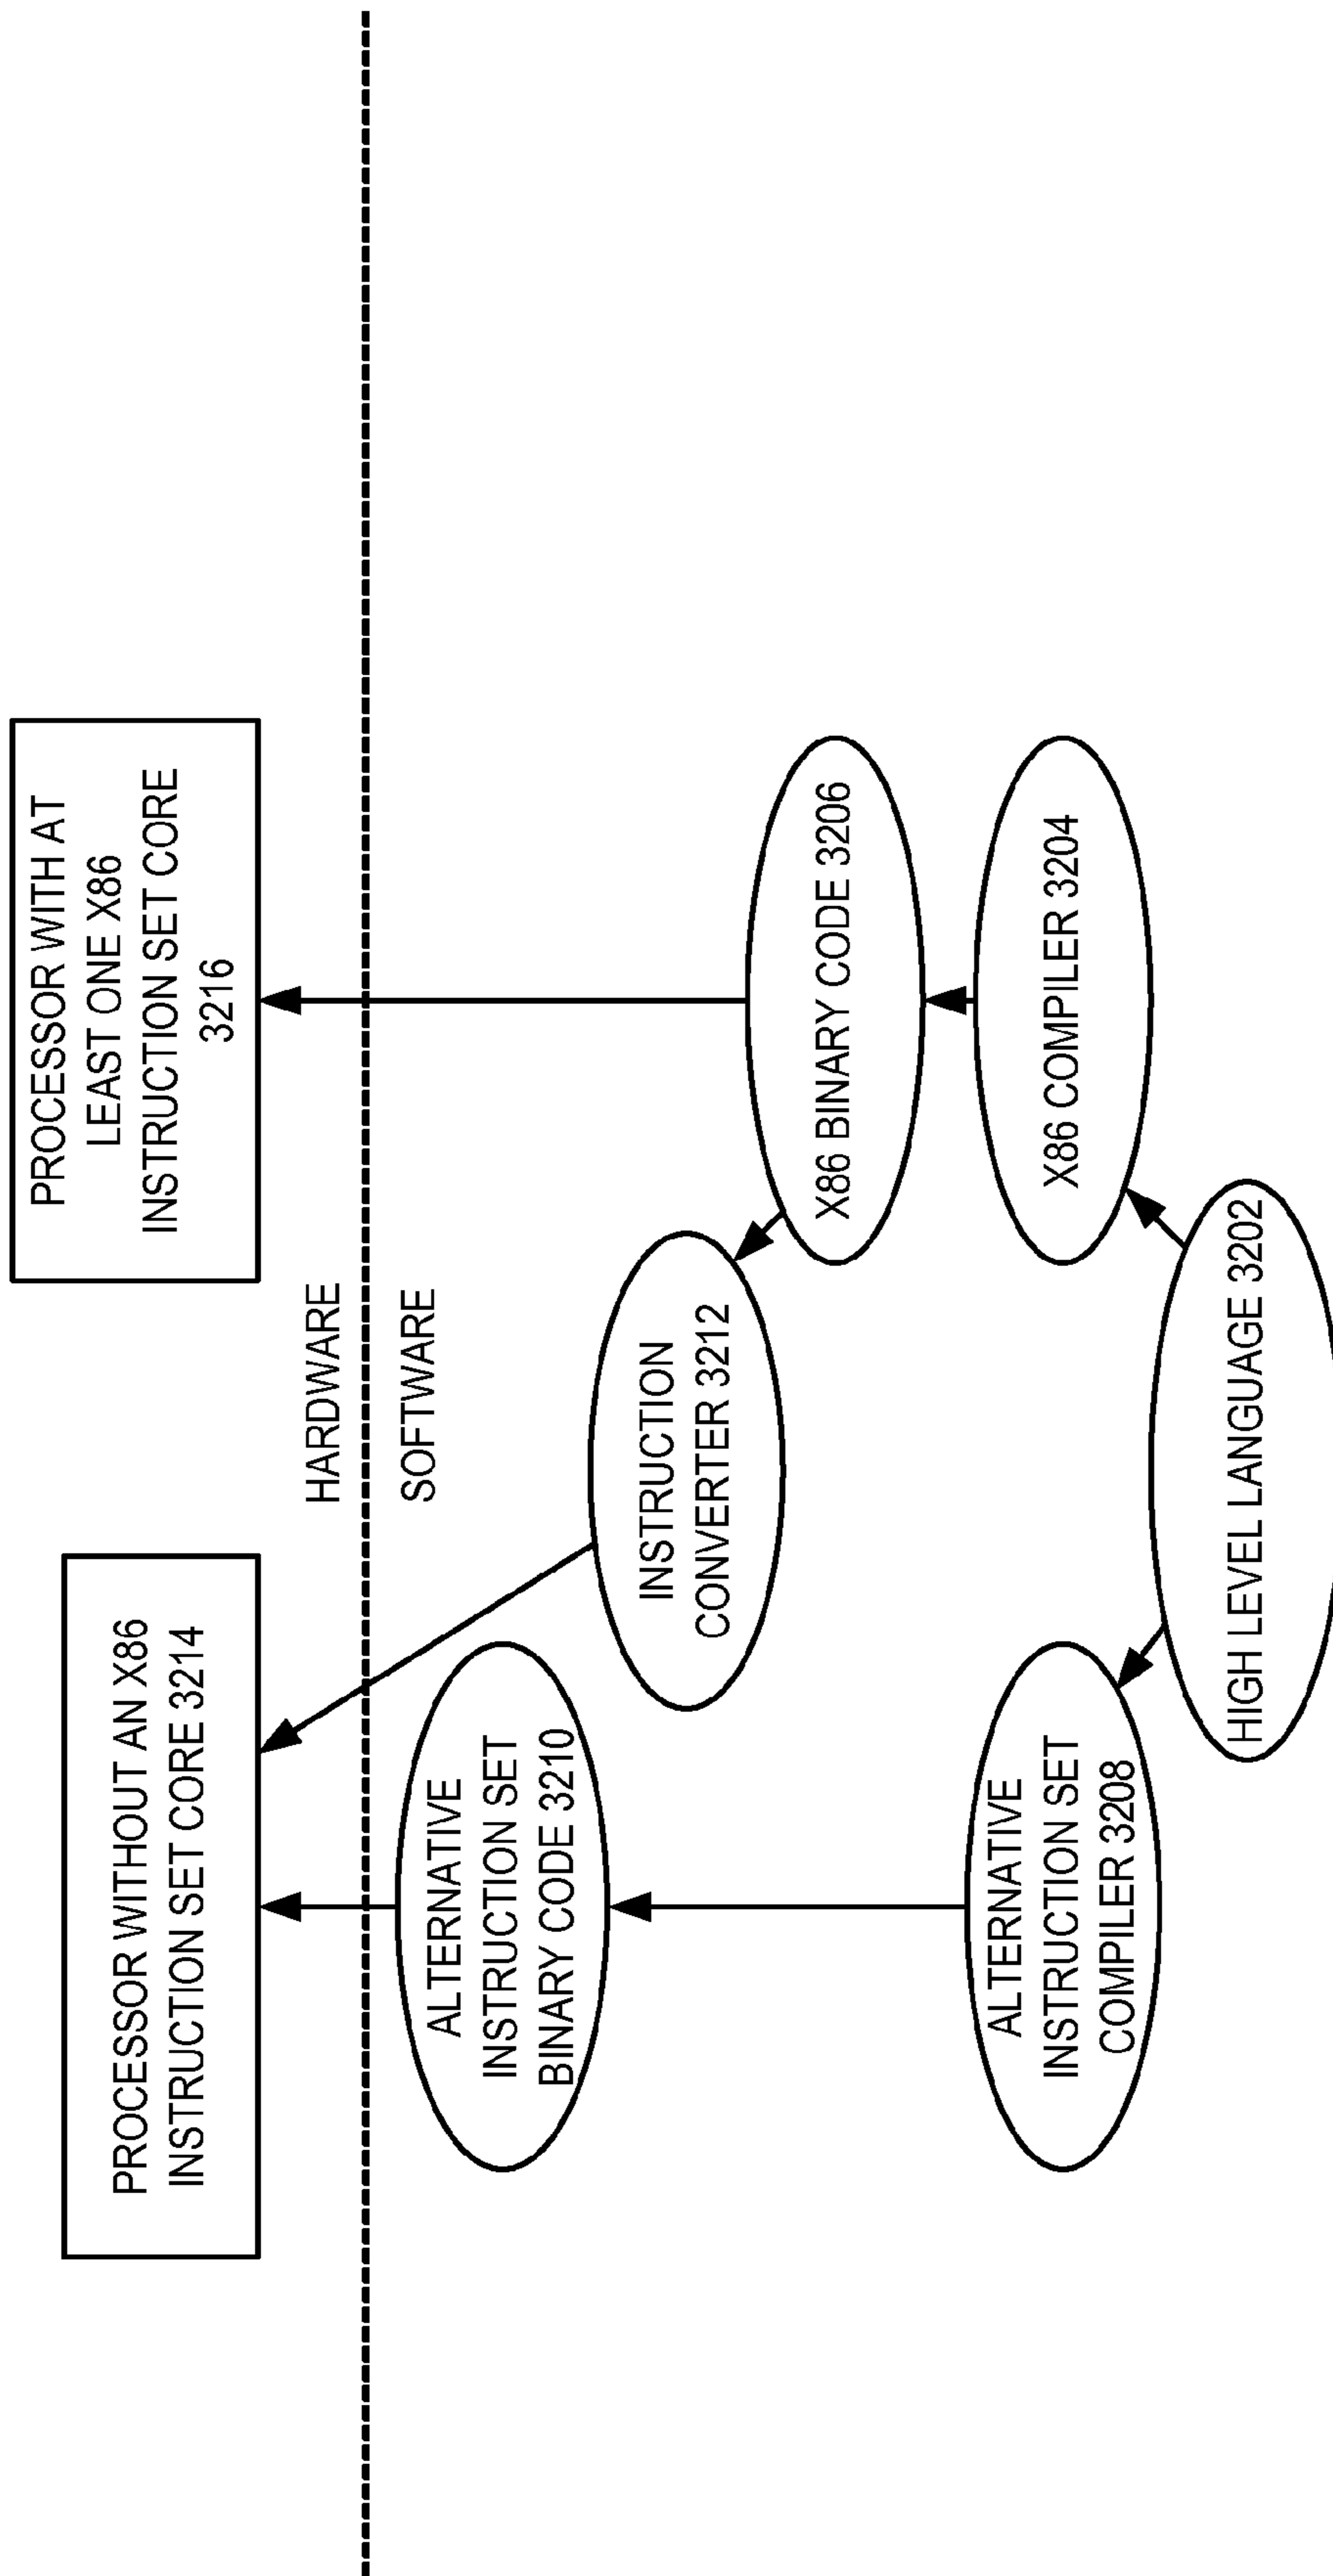 PROCESSOR WITHOUT AN X86
INSTRUCTION SET CORE 3214
PROCESSOR WITH AT
LEAST ONE X86
INSTRUCTION SET CORE
3216
HARDWARE
SOFTWARE
ALTERNATIVE
INSTRUCTION SET
BINARY CODE 3210
INSTRUCTION
CONVERTER 3212
X86 BINARY CODE 3206
ALTERNATIVE
INSTRUCTION SET
COMPILER 3208
X86 COMPILER 3204
HIGH LEVEL LANGUAGE 3202